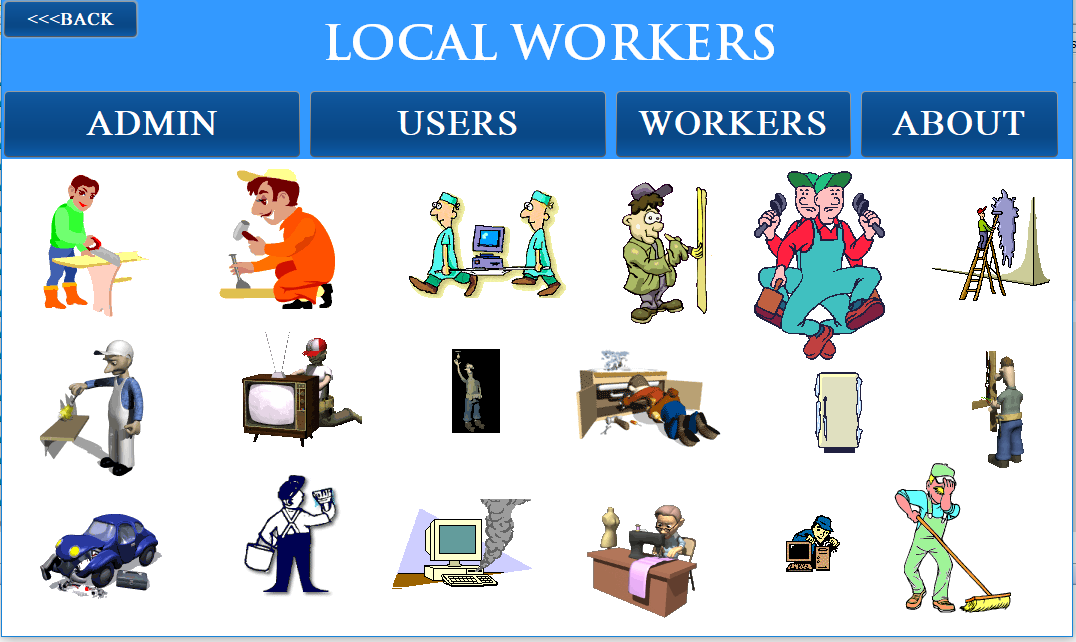 <<<BACK
LOCAL WORKERS
ADMIN
USERS
WORKERS
ABOUT